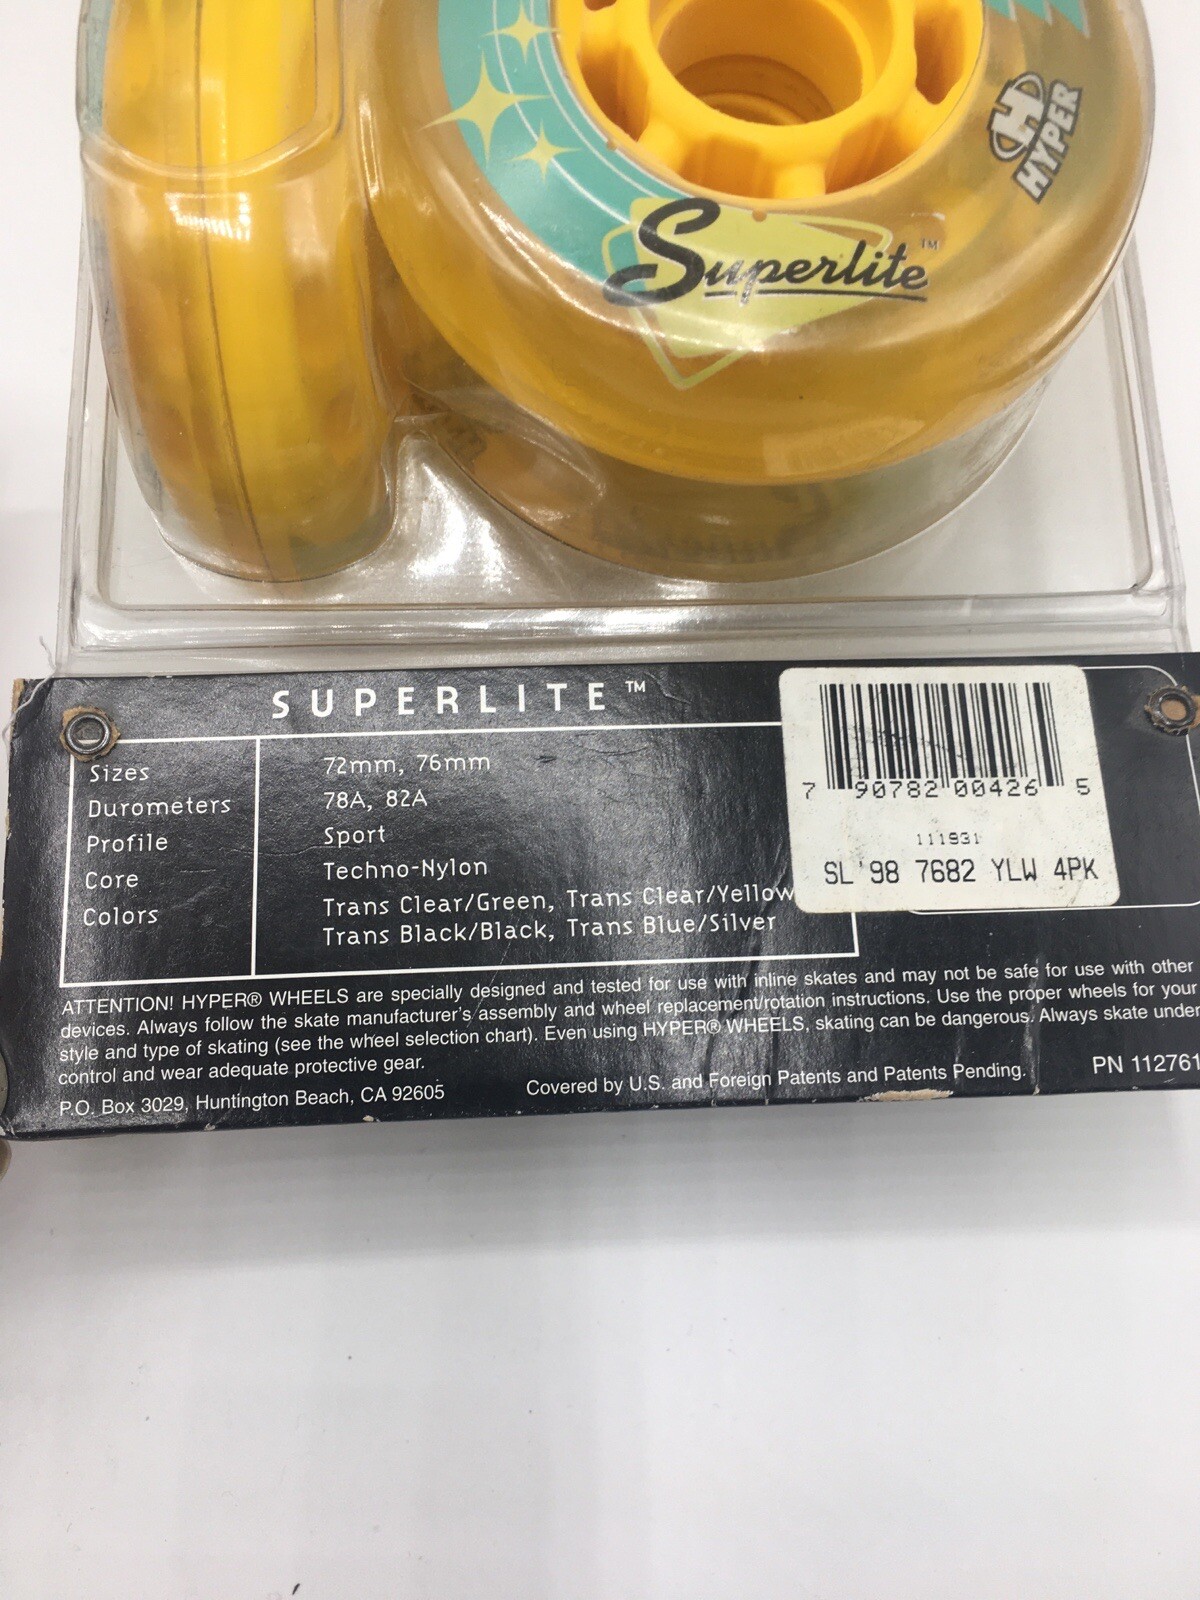 H
HYPER
Superlite™
SUPERLITE™
Sizes 72mm, 76mm
Durometers 78A, 82A
Profile Sport
Core Techno-Nylon
Colors Trans Clear/Green, Trans Clear/Yellow
Trans Black/Black, Trans Blue/Silver
7 90782 00426 5
111931
SL '98 7682 YLW 4PK
ATTENTION! HYPER® WHEELS are specially designed and tested for use with inline skates and may not be safe for use with other
devices. Always follow the skate manufacturer's assembly and wheel replacement/rotation instructions. Use the proper wheels for your
style and type of skating (see the wheel selection chart). Even using HYPER® WHEELS, skating can be dangerous. Always skate under
control and wear adequate protective gear.
P.O. Box 3029, Huntington Beach, CA 92605 Covered by U.S. and Foreign Patents and Patents Pending. PN 112761